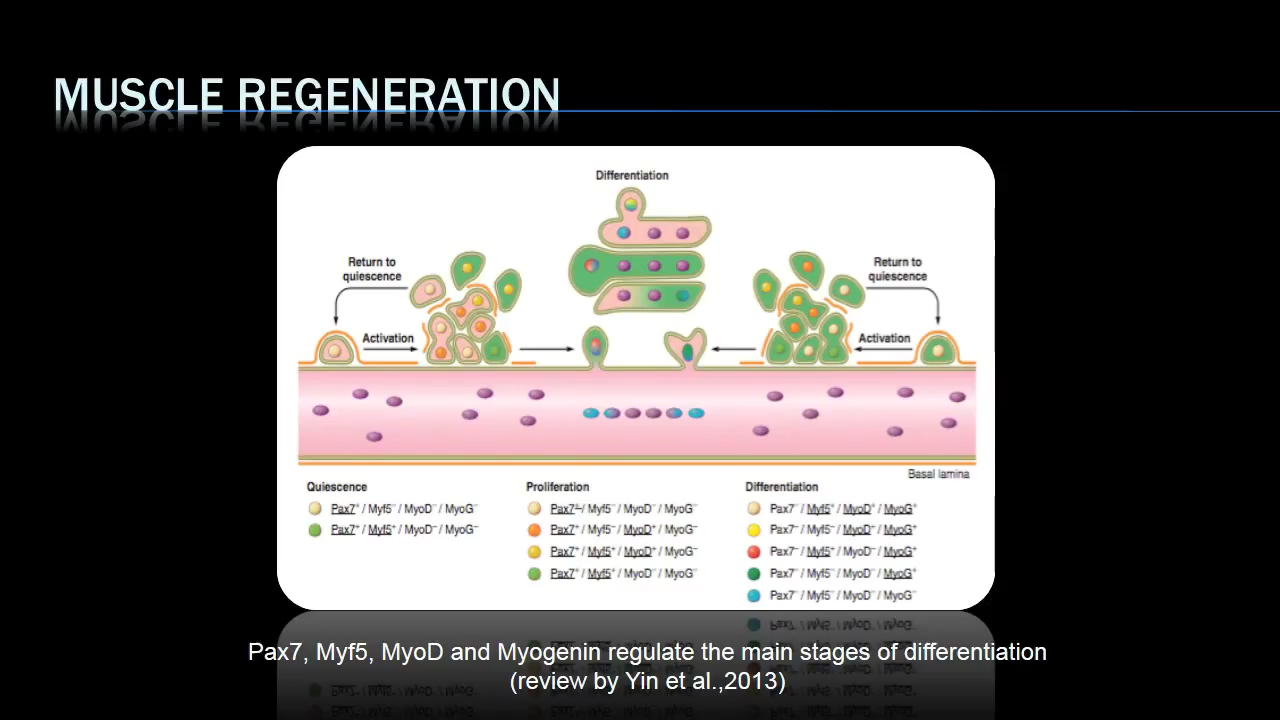 MUSCLE REGENERATION
Differentiation
Return to
quiescence
Return to
quiescence
Activation
Activation
Basal lamina
Quiescence
Pax7⁺ / Myf5⁻ / MyoD⁻ / MyoG⁻
Pax7⁺ / Myf5⁺ / MyoD⁻ / MyoG⁻
Proliferation
Pax7⁺/⁻/ Myf5⁻ / MyoD⁻ / MyoG⁻
Pax7⁺ / Myf5⁻ / MyoD⁺ / MyoG⁻
Pax7⁺ / Myf5⁺ / MyoD⁺ / MyoG⁻
Pax7⁺ / Myf5⁺ / MyoD⁻ / MyoG⁻
Differentiation
Pax7⁻ / Myf5⁺ / MyoD⁺ / MyoG⁺
Pax7⁻ / Myf5⁻ / MyoD⁺ / MyoG⁺
Pax7⁻ / Myf5⁺ / MyoD⁻ / MyoG⁺
Pax7⁻ / Myf5⁻ / MyoD⁻ / MyoG⁺
Pax7⁻ / Myf5⁻ / MyoD⁻ / MyoG⁻
Pax7, Myf5, MyoD and Myogenin regulate the main stages of differentiation
(review by Yin et al.,2013)